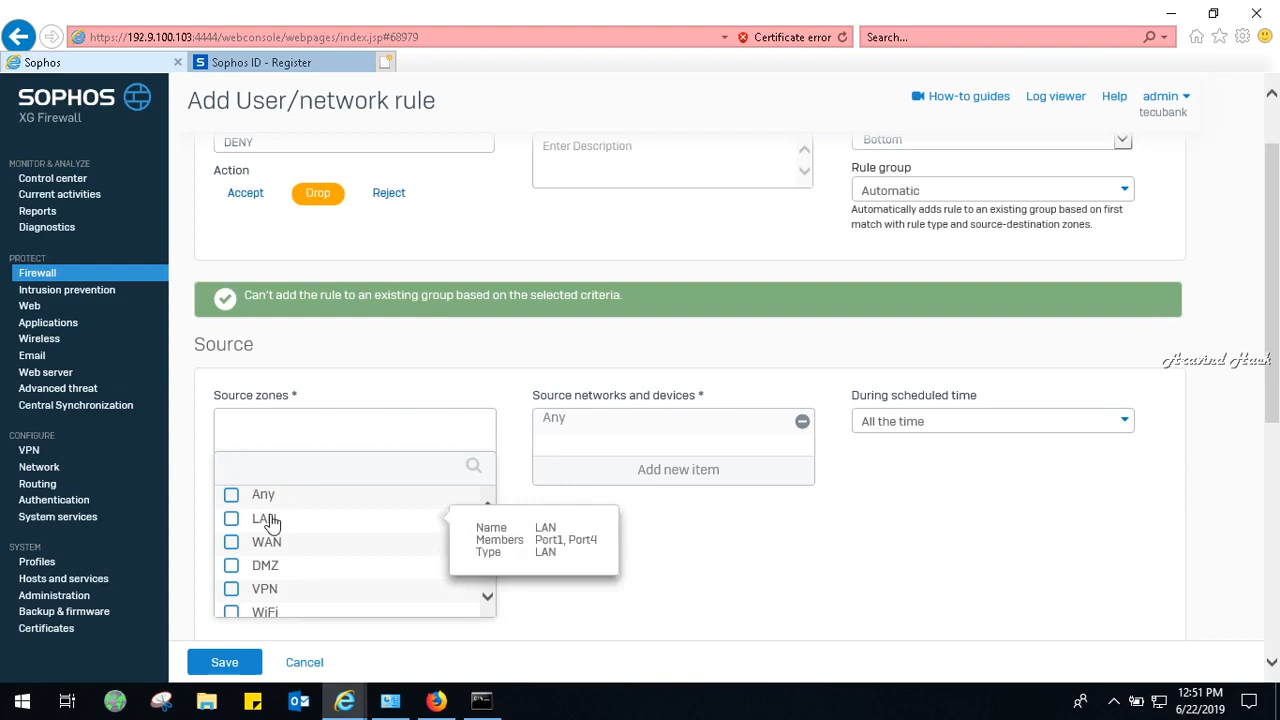 https://192.9.100.103:4444/webconsole/webpages/index.jsp#68979
Certificate error
Search...
Sophos
Sophos ID - Register
SOPHOS
XG Firewall
Add User/network rule
How-to guides
Log viewer
Help
admin
tecubank
MONITOR & ANALYZE
Control center
Current activities
Reports
Diagnostics
PROTECT
Firewall
Intrusion prevention
Web
Applications
Wireless
Email
Web server
Advanced threat
Central Synchronization
CONFIGURE
VPN
Network
Routing
Authentication
System services
SYSTEM
Profiles
Hosts and services
Administration
Backup & firmware
Certificates
DENY
Enter Description
Bottom
Action
Accept
Drop
Reject
Rule group
Automatic
Automatically adds rule to an existing group based on first
match with rule type and source-destination zones.
Can't add the rule to an existing group based on the selected criteria.
Source
Aravind Hack
Source zones *
Any
LAN
WAN
DMZ
VPN
WiFi
Source networks and devices *
Any
Add new item
During scheduled time
All the time
Name LAN
Members Port1, Port4
Type LAN
Save
Cancel
12:51 PM
6/22/2019